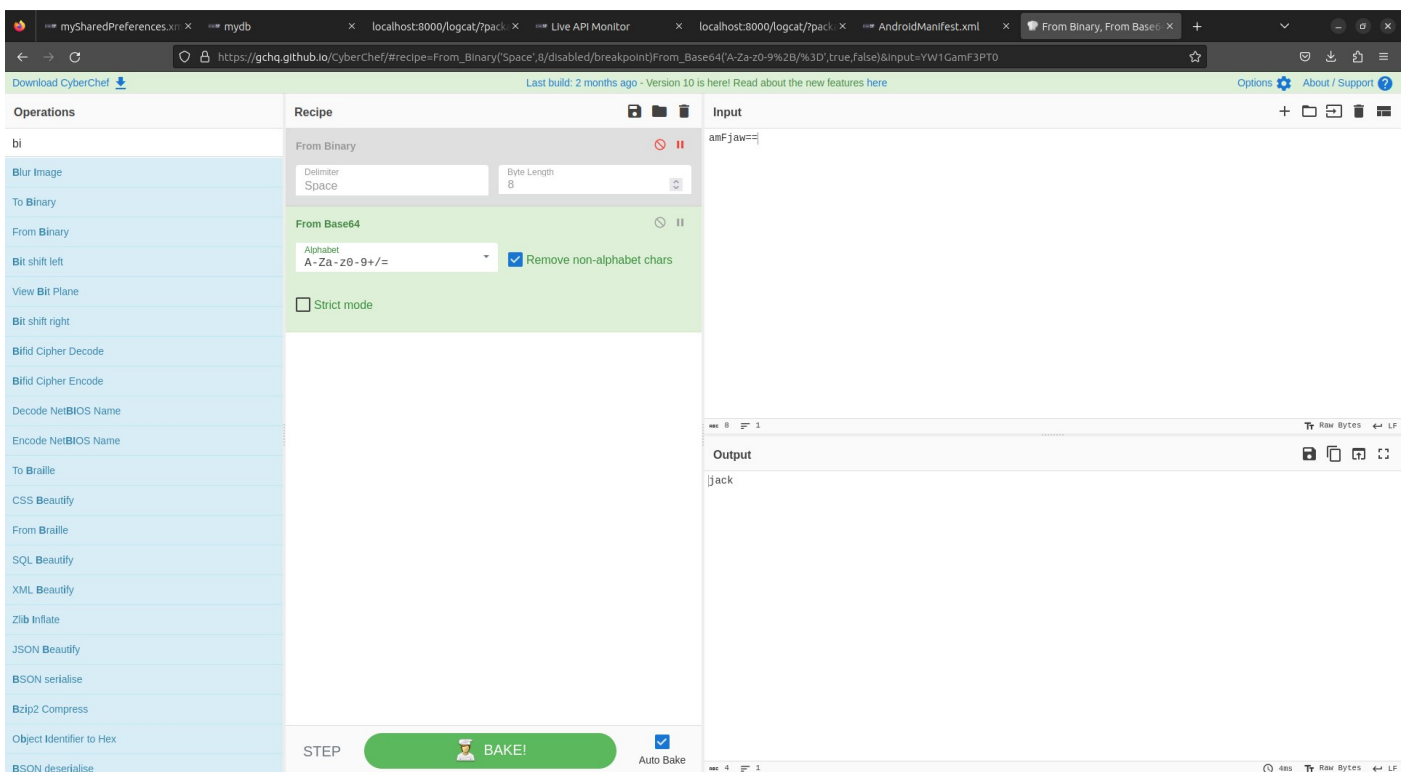 mySharedPreferences.xm
mydb
localhost:8000/logcat/?pack
Live API Monitor
localhost:8000/logcat/?pack
AndroidManifest.xml
From Binary, From Base6
https://gchq.github.io/CyberChef/#recipe=From_Binary('Space',8/disabled/breakpoint)From_Base64('A-Za-z0-9%2B/%3D',true,false)&input=YW1GamF3PT0
Download CyberChef
Last build: 2 months ago - Version 10 is here! Read about the new features here
Options
About / Support
Operations
bi
Blur Image
To Binary
From Binary
Bit shift left
View Bit Plane
Bit shift right
Bifid Cipher Decode
Bifid Cipher Encode
Decode NetBIOS Name
Encode NetBIOS Name
To Braille
CSS Beautify
From Braille
SQL Beautify
XML Beautify
Zlib Inflate
JSON Beautify
BSON serialise
Bzip2 Compress
Object Identifier to Hex
BSON deserialise
Recipe
From Binary
Delimiter
Space
Byte Length
8
From Base64
Alphabet
A-Za-z0-9+/=
Remove non-alphabet chars
Strict mode
STEP
BAKE!
Auto Bake
Input
amFjaw==
ABC 8 1
Tr Raw Bytes LF
Output
jack
ABC 4 1
4ms Tr Raw Bytes LF